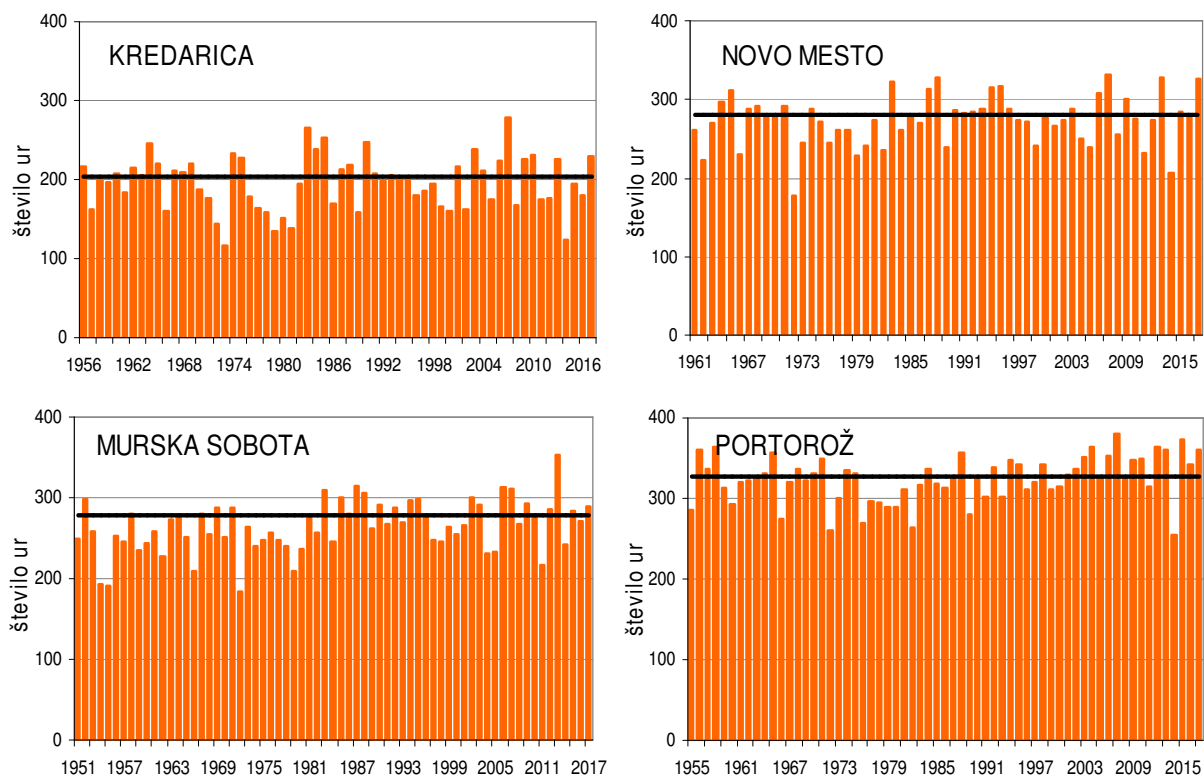 KREDARICA
število ur
400
300
200
100
0
1956 1962 1968 1974 1980 1986 1992 1998 2004 2010 2016
NOVO MESTO
število ur
400
300
200
100
0
1961 1967 1973 1979 1985 1991 1997 2003 2009 2015
MURSKA SOBOTA
število ur
400
300
200
100
0
1951 1957 1963 1969 1975 1981 1987 1993 1999 2005 2011 2017
PORTOROŽ
število ur
400
300
200
100
0
1955 1961 1967 1973 1979 1985 1991 1997 2003 2009 2015